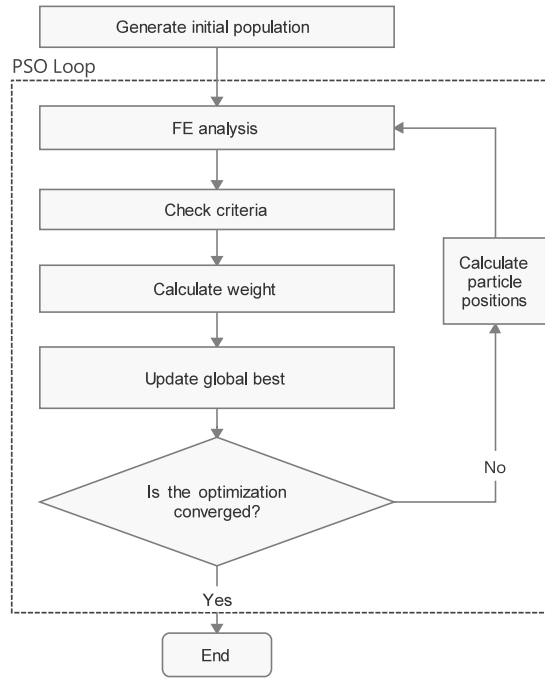 Generate initial population
PSO Loop
FE analysis
Check criteria
Calculate weight
Calculate
particle
positions
Update global best
Is the optimization
converged?
No
Yes
End